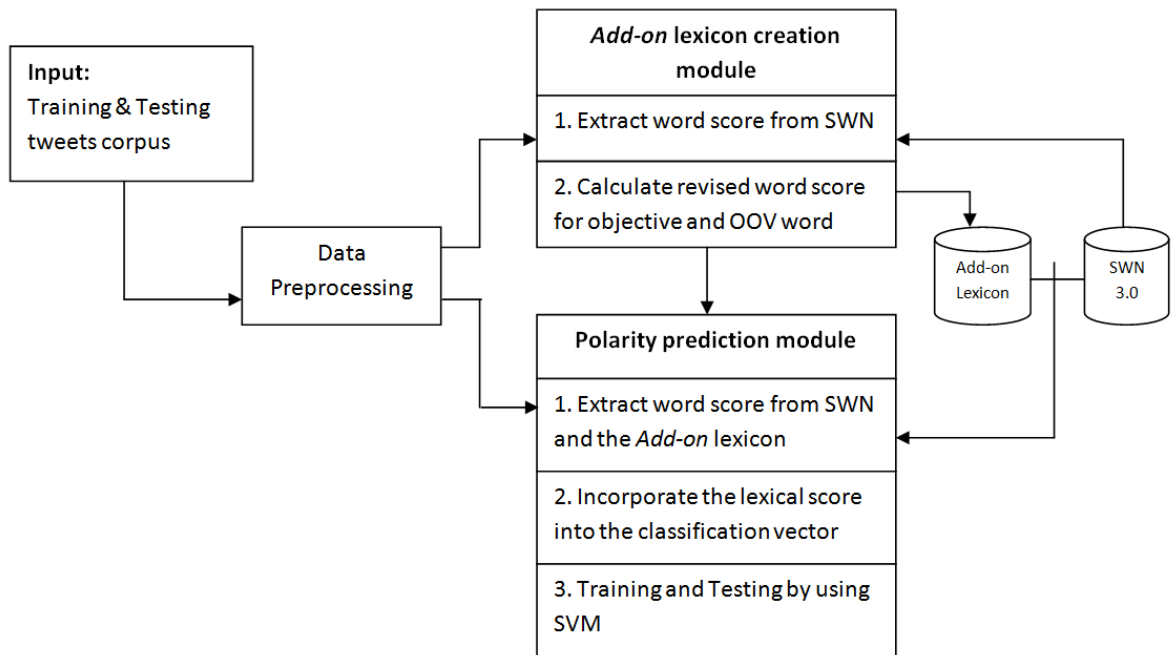 Input:
Training & Testing
tweets corpus
Data
Preprocessing
Add-on lexicon creation
module
1. Extract word score from SWN
2. Calculate revised word score
for objective and OOV word
Add-on
Lexicon
SWN
3.0
Polarity prediction module
1. Extract word score from SWN
and the Add-on lexicon
2. Incorporate the lexical score
into the classification vector
3. Training and Testing by using
SVM